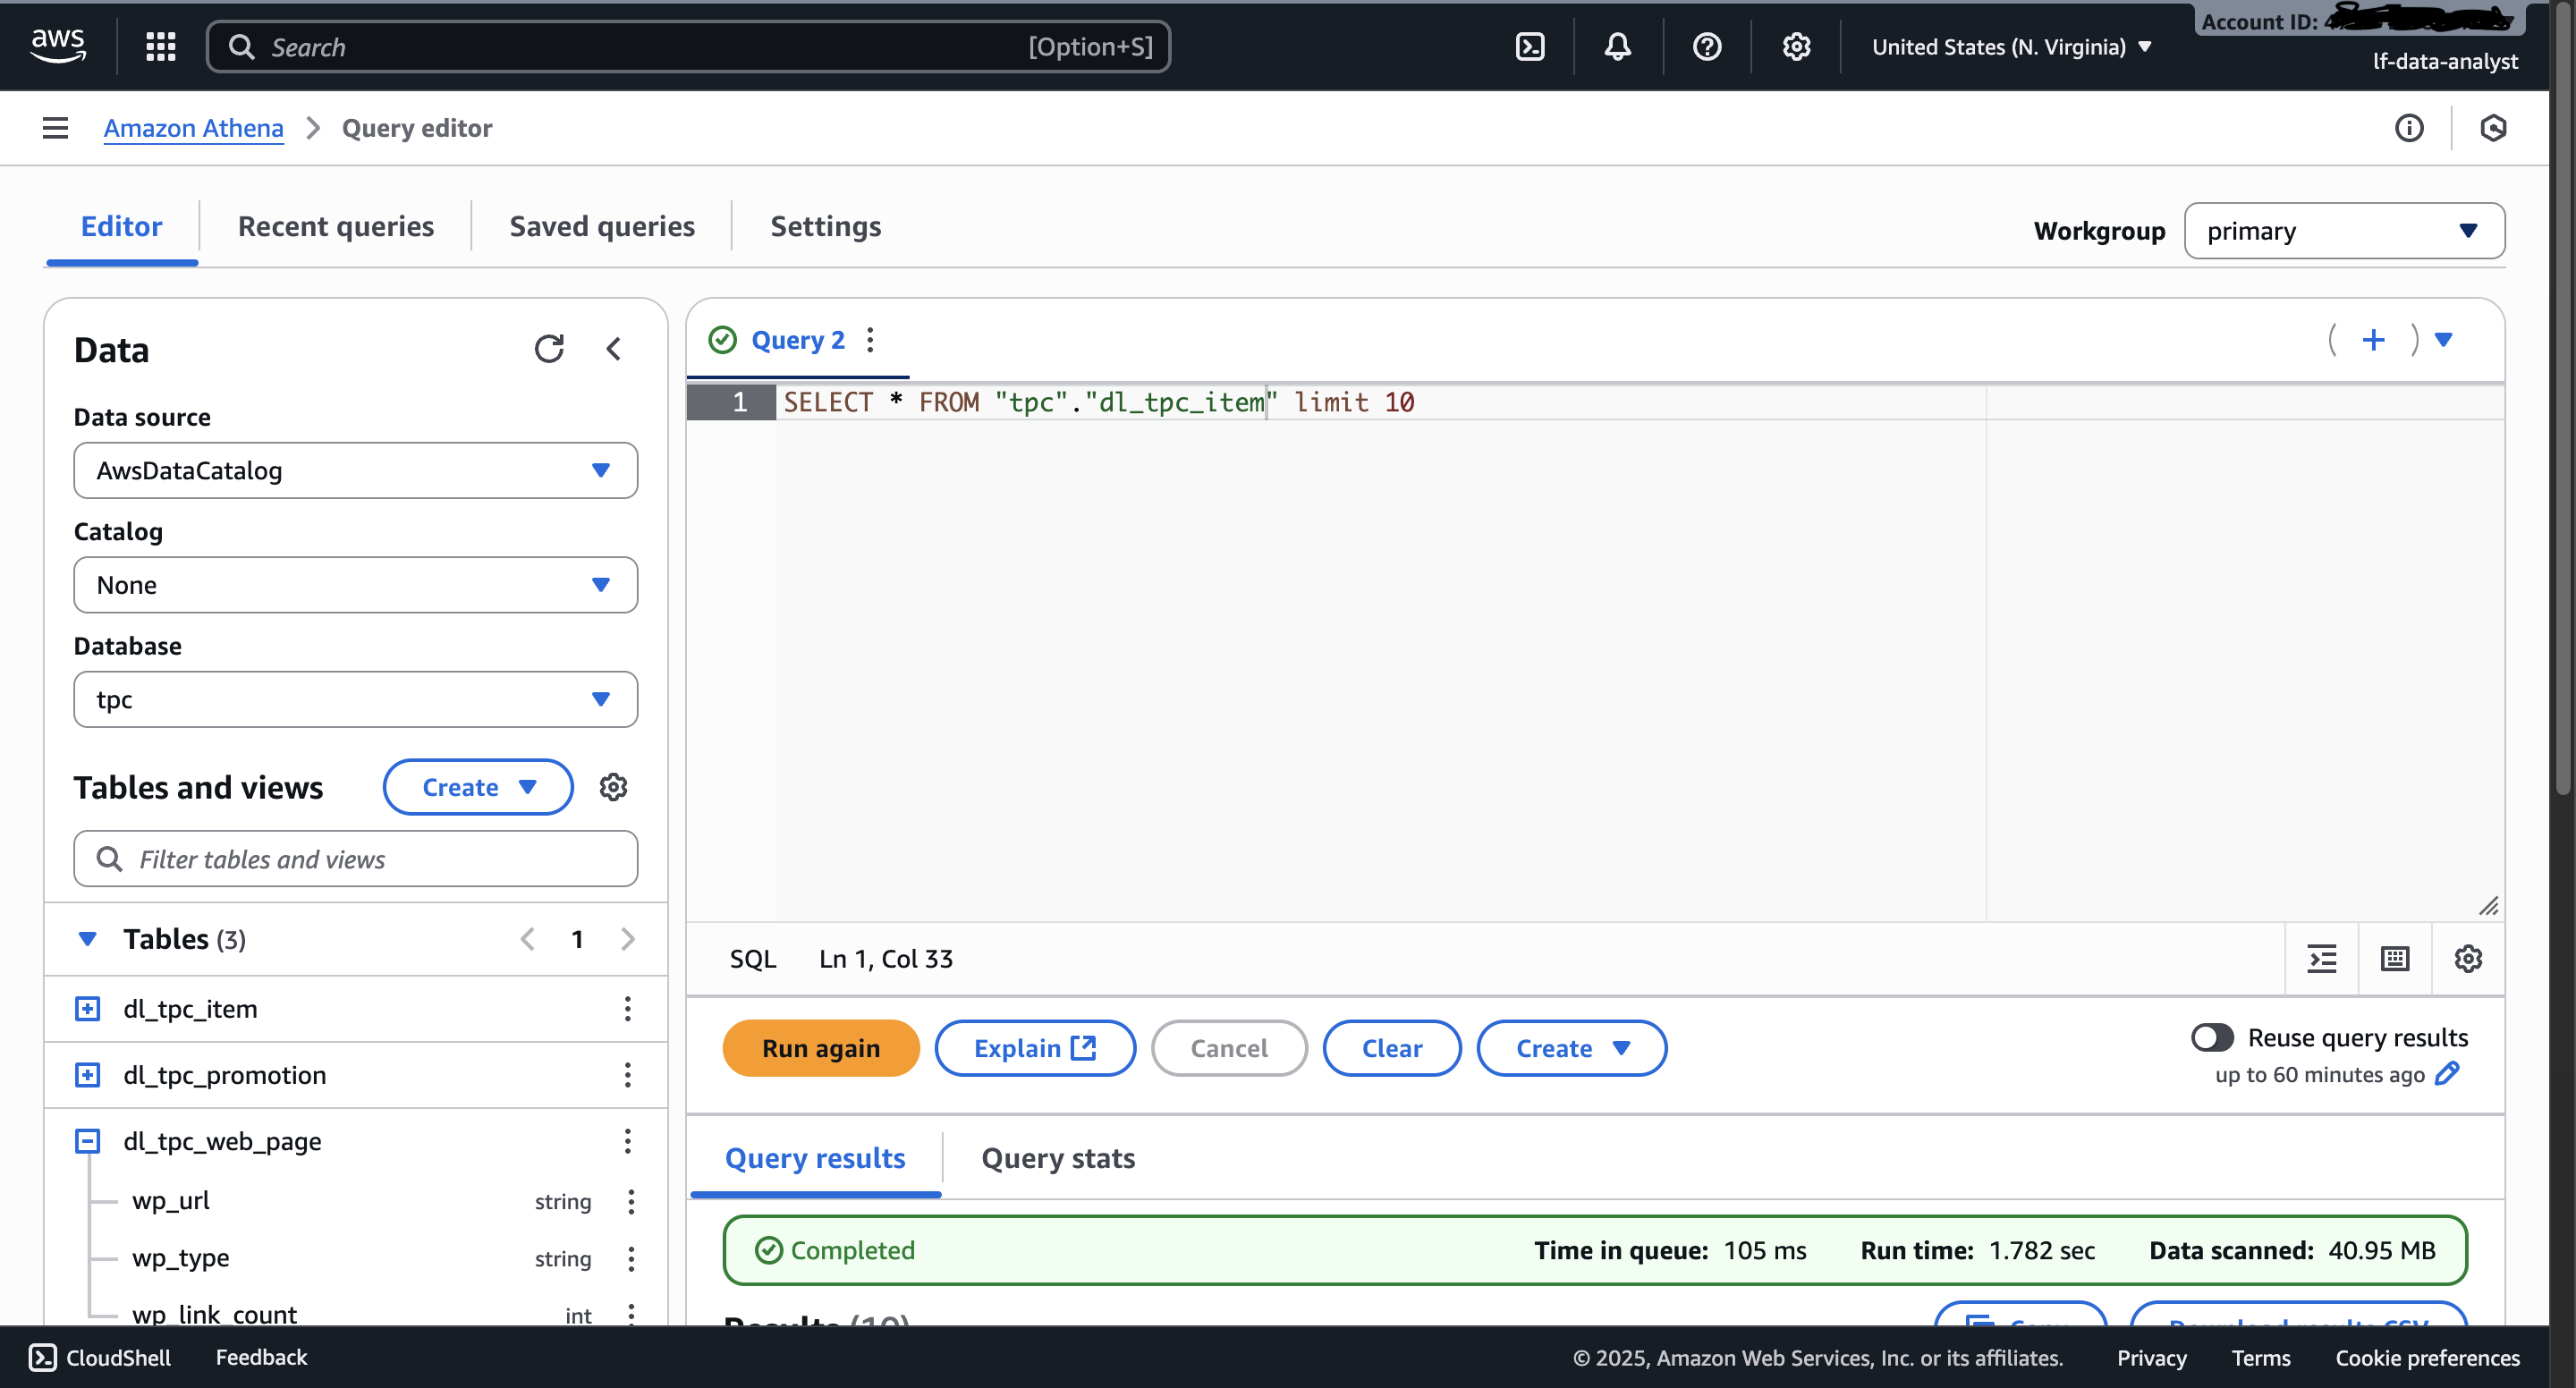 aws
Search
[Option+S]
United States (N. Virginia)
Account ID:
lf-data-analyst
Amazon Athena
Query editor
Editor
Recent queries
Saved queries
Settings
Workgroup
primary
Data
Data source
AwsDataCatalog
Catalog
None
Database
tpc
Tables and views
Create
Filter tables and views
Tables (3)
1
dl_tpc_item
dl_tpc_promotion
dl_tpc_web_page
wp_url string
wp_type string
wp_link_count int
Query 2
1 SELECT * FROM "tpc"."dl_tpc_item" limit 10
SQL Ln 1, Col 33
Run again
Explain
Cancel
Clear
Create
Reuse query results
up to 60 minutes ago
Query results
Query stats
Completed
Time in queue: 105 ms
Run time: 1.782 sec
Data scanned: 40.95 MB
Results (10)
Copy
Download results CSV
CloudShell
Feedback
© 2025, Amazon Web Services, Inc. or its affiliates.
Privacy
Terms
Cookie preferences